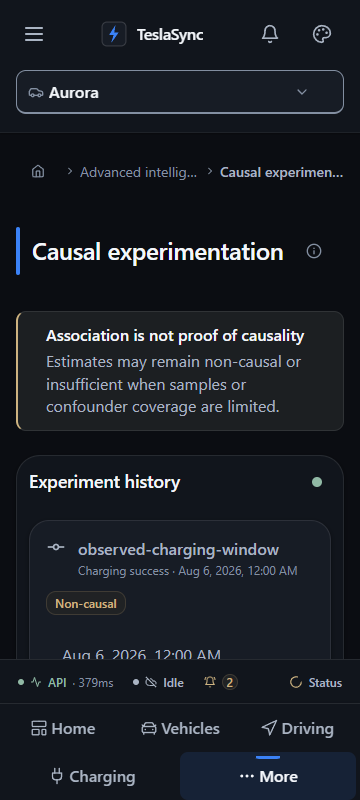 TeslaSync
Aurora
Advanced intellig... Causal experimen...
Causal experimentation
Association is not proof of causality
Estimates may remain non-causal or
insufficient when samples or
confounder coverage are limited.
Experiment history
observed-charging-window
Charging success · Aug 6, 2026, 12:00 AM
Non-causal
Aug 6, 2026, 12:00 AM
API · 379ms Idle 2 Status
Home Vehicles Driving
Charging More